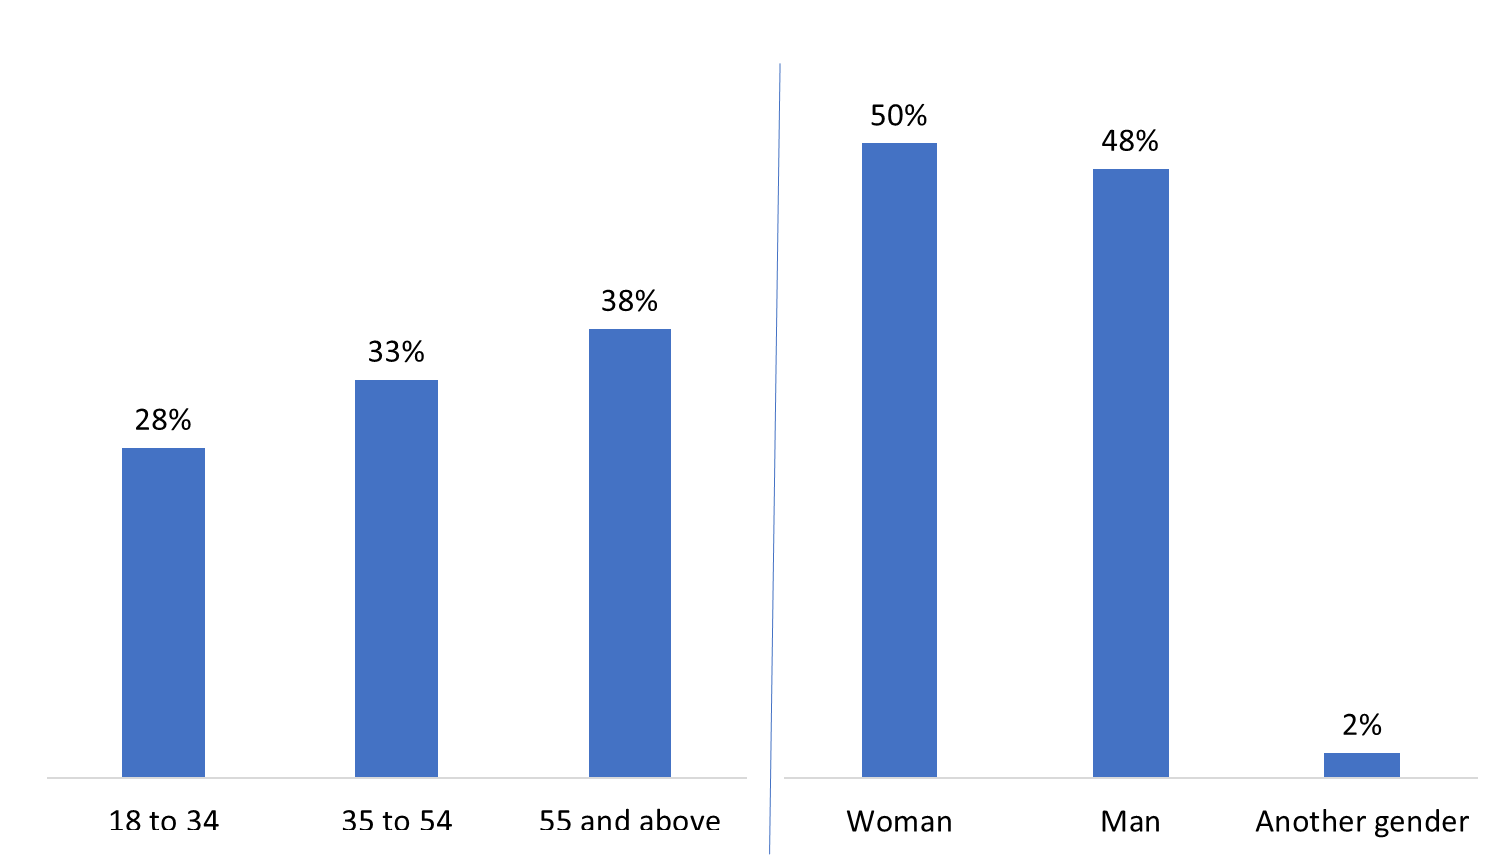 28%
33%
38%
18 to 34
35 to 54
55 and above
50%
48%
2%
Woman
Man
Another gender